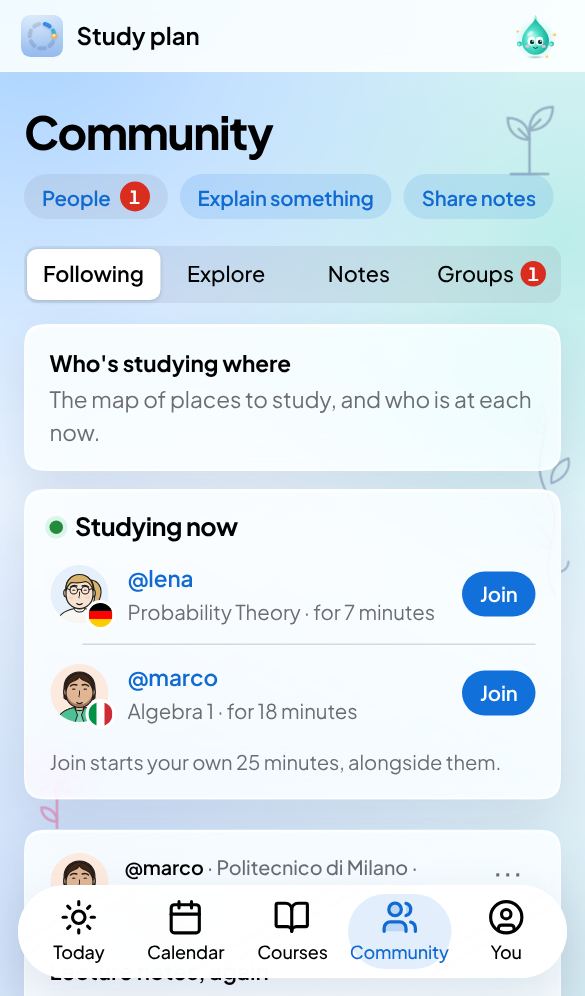 Study plan
Community
People 1
Explain something
Share notes
Following
Explore
Notes
Groups 1
Who's studying where
The map of places to study, and who is at each
now.
Studying now
@lena
Probability Theory · for 7 minutes
Join
@marco
Algebra 1 · for 18 minutes
Join
Join starts your own 25 minutes, alongside them.
@marco · Politecnico di Milano ·
...
Today
Calendar
Courses
Community
You